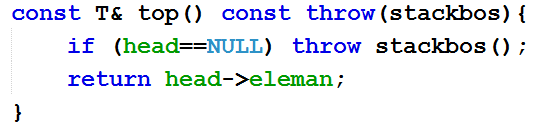 const T& top() const throw(stackbos){
    if (head==NULL) throw stackbos();
    return head->eleman;
}